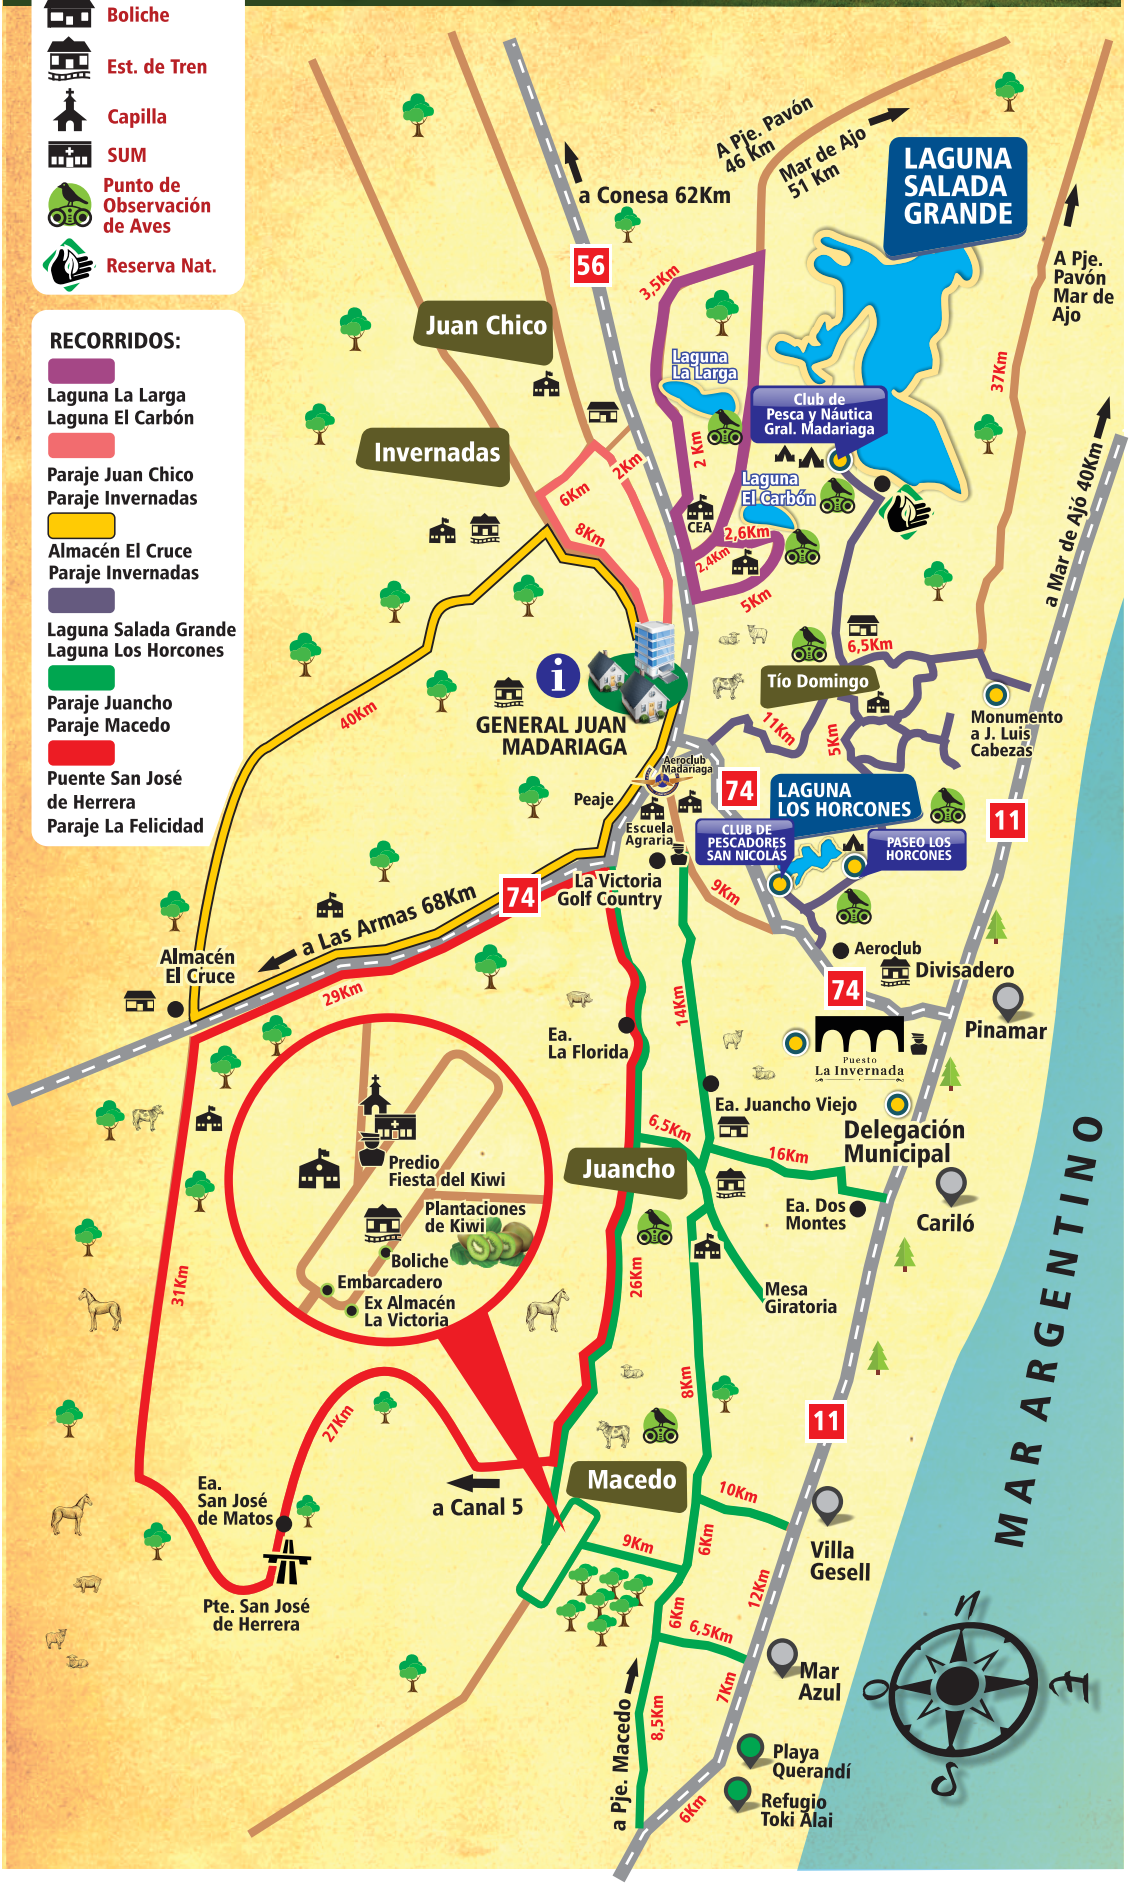 Boliche
Est. de Tren
Capilla
SUM
Punto de
Observación
de Aves
Reserva Nat.
RECORRIDOS:
Laguna La Larga
Laguna El Carbón
Paraje Juan Chico
Paraje Invernadas
Almacén El Cruce
Paraje Invernadas
Laguna Salada Grande
Laguna Los Horcones
Paraje Juancho
Paraje Macedo
Puente San José
de Herrera
Paraje La Felicidad
A Pje. Pavón
46 Km
Mar de Ajo
51 Km
a Conesa 62Km
LAGUNA
SALADA
GRANDE
A Pje.
Pavón
Mar de
Ajo
56
3,5Km
Juan Chico
Laguna
La Larga
37Km
Club de
Pesca y Náutica
Gral. Madariaga
Invernadas
2Km
2 Km
6Km
8Km
Laguna
El Carbón
CEA
2,6Km
2,4Km
5Km
a Mar de Ajó 40Km
6,5Km
Tío Domingo
40Km
i
GENERAL JUAN
MADARIAGA
11Km
5Km
Monumento
a J. Luis
Cabezas
Aeroclub
Madariaga
Peaje
74
LAGUNA
LOS HORCONES
11
Escuela
Agraria
CLUB DE
PESCADORES
SAN NICOLÁS
PASEO LOS
HORCONES
La Victoria
Golf Country
9Km
74
a Las Armas 68Km
Almacén
El Cruce
29Km
Aeroclub
Divisadero
74
Pinamar
14Km
Ea.
La Florida
Puesto
La Invernada
Ea. Juancho Viejo
6,5Km
Delegación
Municipal
16Km
Juancho
Predio
Fiesta del Kiwi
Plantaciones
de Kiwi
Boliche
Embarcadero
Ex Almacén
La Victoria
Ea. Dos
Montes
Cariló
31Km
26Km
Mesa
Giratoria
MAR ARGENTINO
8Km
27Km
11
Ea.
San José
de Matos
a Canal 5
Macedo
10Km
Villa
Gesell
9Km
6Km
12Km
Pte. San José
de Herrera
6Km
6,5Km
Mar
Azul
7Km
8,5Km
a Pje. Macedo
Playa
Querandí
Refugio
Toki Alai
6Km
n
O
E
S